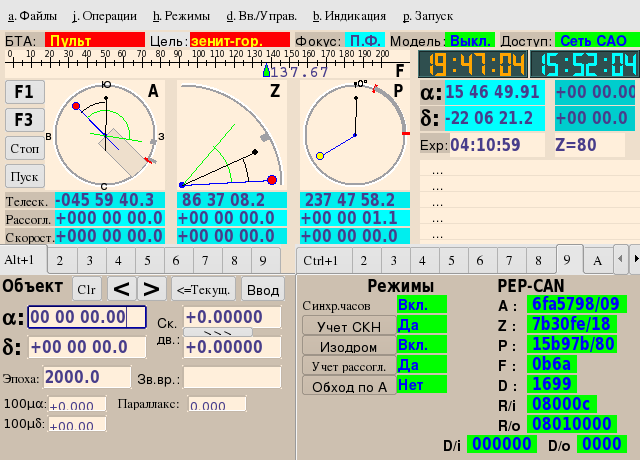 a. Файлы j. Операции h. Режимы d. Вв./Управ. b. Индикация p. Запуск
БТА: Пульт Цель: зенит-гор. Фокус: П.Ф. Модель: Выкл. Доступ: Сеть САО
0 10 20 30 40 50 60 70 80 90 100 110 120 130 140 150 160 170 180 190 200
137.67 F
19:47:04 15:52:04
F1 Ю A Z 0° P
α: 15 46 49.91 +00 00 00.0
F3
δ: -22 06 21.2 +00 00.0
В З
Стоп
Exp: 04:10:59 Z=80
Пуск
С
...
Телеск. -045 59 40.3 86 37 08.2 237 47 58.2
...
Рассогл. +000 00 00.0 +00 00 00.0 +00 00 01.1
...
Скорост. +00 00 00.0 +00 00 00.0 +00 00 00.0
...
Alt+1 2 3 4 5 6 7 8 9 Ctrl+1 2 3 4 5 6 7 8 9 A
Объект Clr < > <=Текущ. Ввод
α: 00 00 00.00 Ск. +0.00000
>>>
δ: +00 00 00.0 дв.: +0.00000
Эпоха: 2000.0 Зв.вр.:
100μα: +0.000 Параллакс: 0.000
100μδ: +00.00
Режимы PEP-CAN
Синхр.часов Вкл. A : 6fa5798/09
Учет СКН Да Z : 7b30fe/18
Изодром Вкл. P : 15b97b/80
Учет рассогл. Да F : 0b6a
Обход по А Нет D : 1699
R/i 08000c
R/o 08010000
D/i 000000 D/o 0000